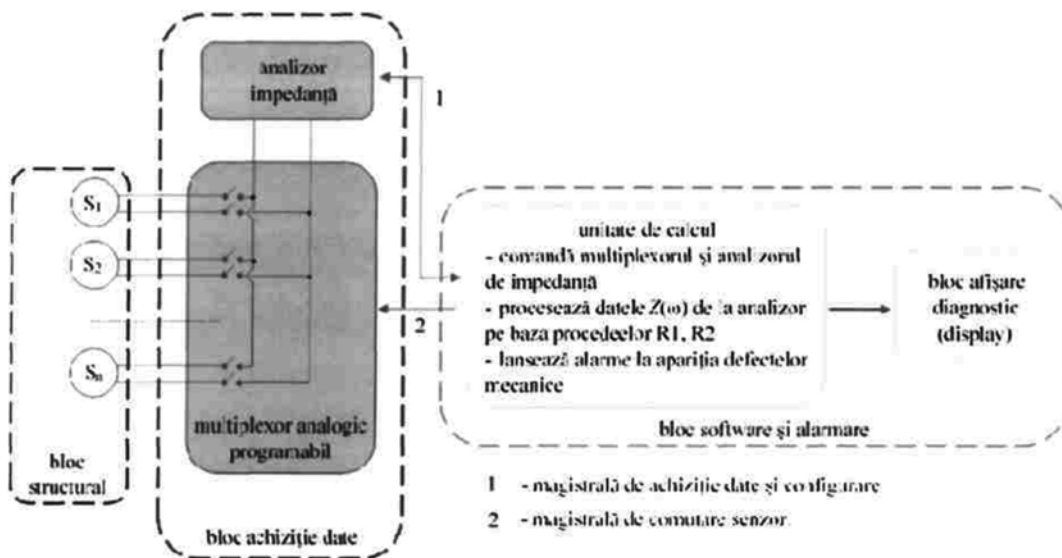 analizor
impedanță
1
S1
S2
Sn
multiplexor analogic
programabil
bloc
structural
bloc achiziție date
2
unitate de calcul
- comandă multiplexorul și analizorul
de impedanță
- procesează datele Z(ω) de la analizor
pe baza procedeelor R1, R2
- lansează alarme la apariția defectelor
mecanice
bloc afișare
diagnostic
(display)
bloc software și alarmare
1 - magistrală de achiziție date și configurare
2 - magistrală de comutare senzor